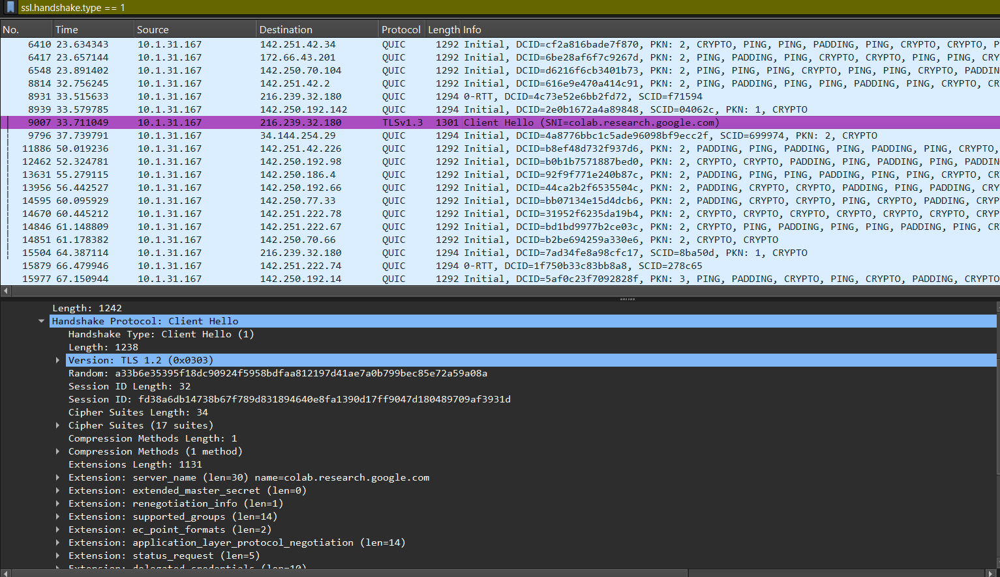 ssl.handshake.type == 1
No. Time Source Destination Protocol Length Info
6410 23.634343 10.1.31.167 142.251.42.34 QUIC 1292 Initial, DCID=cf2a816bade7f870, PKN: 2, CRYPTO, PING, PING, PADDING, PING, CRYPTO, CRYPTO, P
6417 23.657144 10.1.31.167 172.66.43.201 QUIC 1292 Initial, DCID=6be28af6f7c9267d, PKN: 2, PING, PADDING, PING, CRYPTO, CRYPTO, PING, PING, CRY
6548 23.891402 10.1.31.167 142.250.70.104 QUIC 1292 Initial, DCID=d6216f6cb3401b73, PKN: 2, PADDING, PING, PING, CRYPTO, PING, PING, CRYPTO, PADDIN
8814 32.756245 10.1.31.167 142.251.42.2 QUIC 1292 Initial, DCID=616e9e470a414c91, PKN: 2, PING, PADDING, PING, PING, PADDING, PING, CRYPTO, CR
8931 33.515633 10.1.31.167 216.239.32.180 QUIC 1294 0-RTT, DCID=4c73e52e6bb2fd72, SCID=f71594
8939 33.579785 10.1.31.167 142.250.192.142 QUIC 1294 Initial, DCID=2e0b1672a4a89848, SCID=04062c, PKN: 1, CRYPTO
9007 33.711049 10.1.31.167 216.239.32.180 TLSv1.3 1301 Client Hello (SNI=colab.research.google.com)
9796 37.739791 10.1.31.167 34.144.254.29 QUIC 1294 Initial, DCID=4a8776bbc1c5ade96098bf9ecc2f, SCID=699974, PKN: 2, CRYPTO
11886 50.019236 10.1.31.167 142.251.42.226 QUIC 1292 Initial, DCID=b8ef48d732f937d6, PKN: 2, PADDING, PING, PADDING, PING, PADDING, PING, CRYPTO,
12462 52.324781 10.1.31.167 142.250.192.98 QUIC 1292 Initial, DCID=b0b1b7571887bed0, PKN: 2, CRYPTO, CRYPTO, PADDING, PING, PADDING, PING, PADDIN
13631 55.279115 10.1.31.167 142.250.186.4 QUIC 1292 Initial, DCID=92f9f771e240b87c, PKN: 2, PADDING, PING, PING, PADDING, PING, PING, CRYPTO, CR
13956 56.442527 10.1.31.167 142.250.192.66 QUIC 1292 Initial, DCID=44ca2b2f6535504c, PKN: 2, PADDING, CRYPTO, CRYPTO, PADDING, PING, PADDING, CRY
14595 60.095929 10.1.31.167 142.250.77.33 QUIC 1292 Initial, DCID=bb07134e15d4dcb6, PKN: 2, PADDING, CRYPTO, CRYPTO, PING, CRYPTO, PADDING, CRYP
14670 60.445212 10.1.31.167 142.251.222.78 QUIC 1292 Initial, DCID=31952f6235da19b4, PKN: 2, CRYPTO, CRYPTO, CRYPTO, CRYPTO, CRYPTO, CRYPTO, CRYP
14846 61.148809 10.1.31.167 142.251.222.67 QUIC 1292 Initial, DCID=bd1bd9977b2ce03c, PKN: 2, CRYPTO, PING, PADDING, PING, PING, PADDING, PING, CR
14851 61.178382 10.1.31.167 142.250.70.66 QUIC 1292 Initial, DCID=b2be694259a330e6, PKN: 2, CRYPTO, CRYPTO
15504 64.387114 10.1.31.167 216.239.32.180 QUIC 1294 Initial, DCID=7ad34fe8a98cfc17, SCID=8ba50d, PKN: 1, CRYPTO
15879 66.479946 10.1.31.167 142.251.222.74 QUIC 1294 0-RTT, DCID=1f750b33c83bb8a8, SCID=278c65
15977 67.150944 10.1.31.167 142.250.192.14 QUIC 1292 Initial, DCID=5af0c23f7092828f, PKN: 3, PING, PADDING, CRYPTO, PING, CRYPTO, PADDING, CRYPTO
Length: 1242
Handshake Protocol: Client Hello
Handshake Type: Client Hello (1)
Length: 1238
Version: TLS 1.2 (0x0303)
Random: a33b6e35395f18dc90924f5958bdfaa812197d41ae7a0b799bec85e72a59a08a
Session ID Length: 32
Session ID: fd38a6db14738b67f789d831894640e8fa1390d17ff9047d180489709af3931d
Cipher Suites Length: 34
Cipher Suites (17 suites)
Compression Methods Length: 1
Compression Methods (1 method)
Extensions Length: 1131
Extension: server_name (len=30) name=colab.research.google.com
Extension: extended_master_secret (len=0)
Extension: renegotiation_info (len=1)
Extension: supported_groups (len=14)
Extension: ec_point_formats (len=2)
Extension: application_layer_protocol_negotiation (len=14)
Extension: status_request (len=5)
Extension: delegated_credentials (len=10)